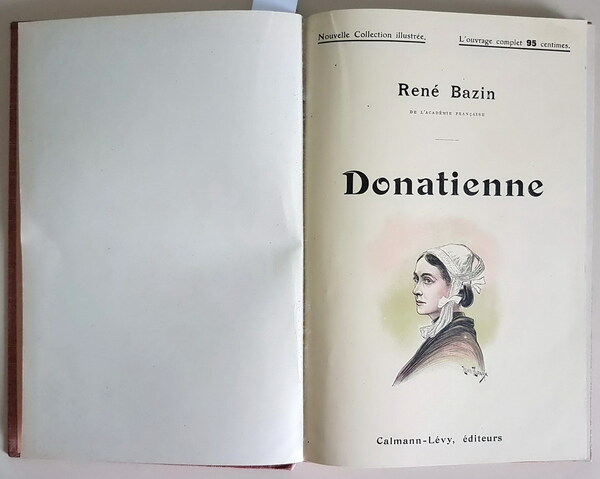 Nouvelle Collection illustrée.
L'ouvrage complet 95 centimes.
René Bazin
DE L'ACADÉMIE FRANÇAISE
Donatienne
Calmann-Lévy, éditeurs